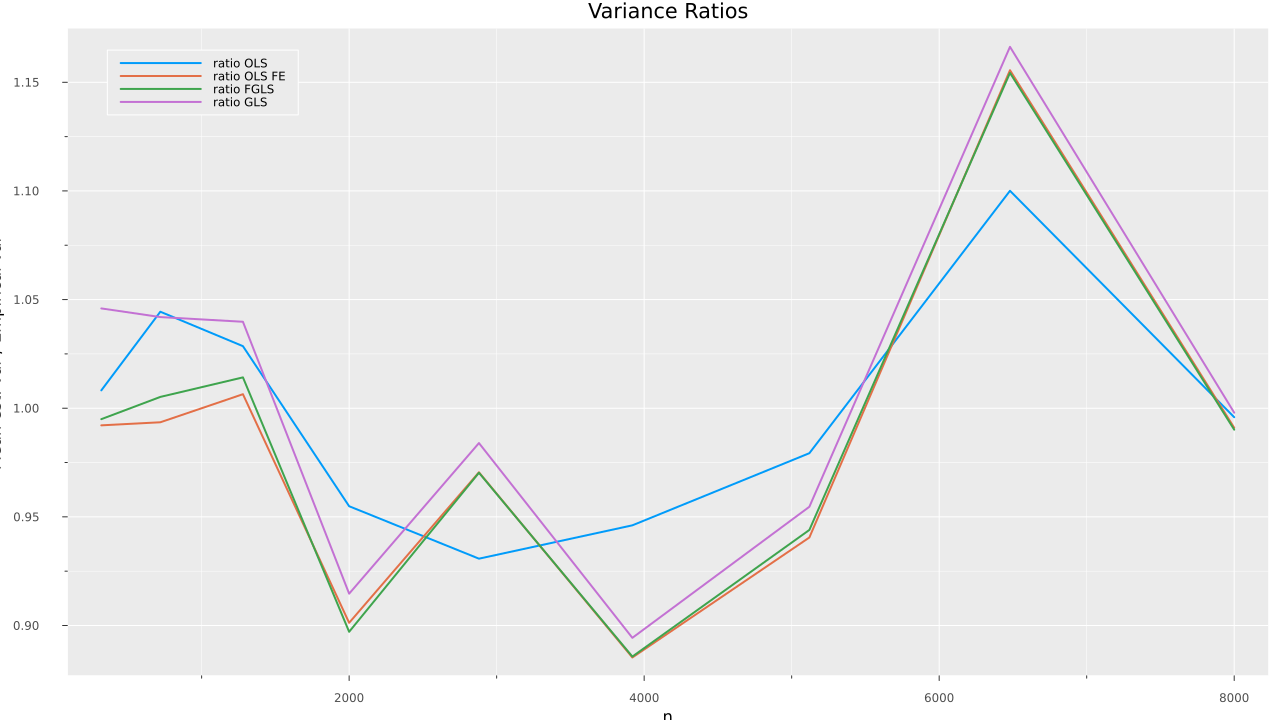 Variance Ratios
ratio OLS
ratio OLS FE
ratio FGLS
ratio GLS
1.15
1.10
1.05
1.00
0.95
0.90
2000
4000
6000
8000
n